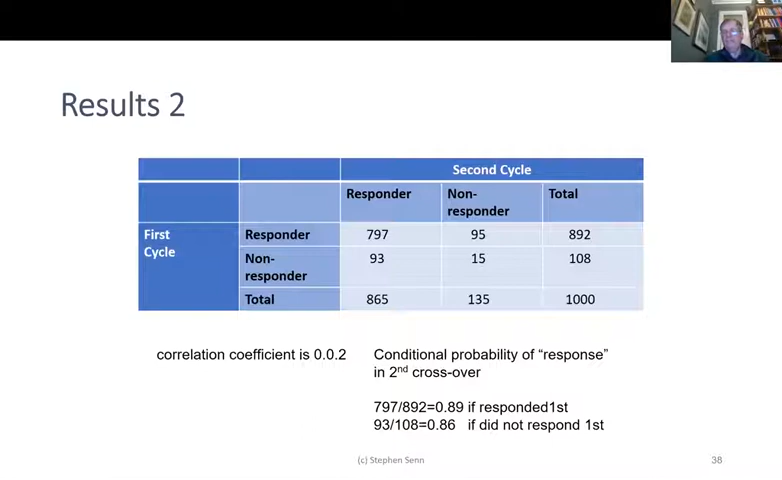 Results 2
Second Cycle
Responder Non- Total
responder
First Responder 797 95 892
Cycle
Non- 93 15 108
responder
Total 865 135 1000
correlation coefficient is 0.0.2
Conditional probability of “response”
in 2nd cross-over
797/892=0.89 if responded1st
93/108=0.86 if did not respond 1st
(c) Stephen Senn
38